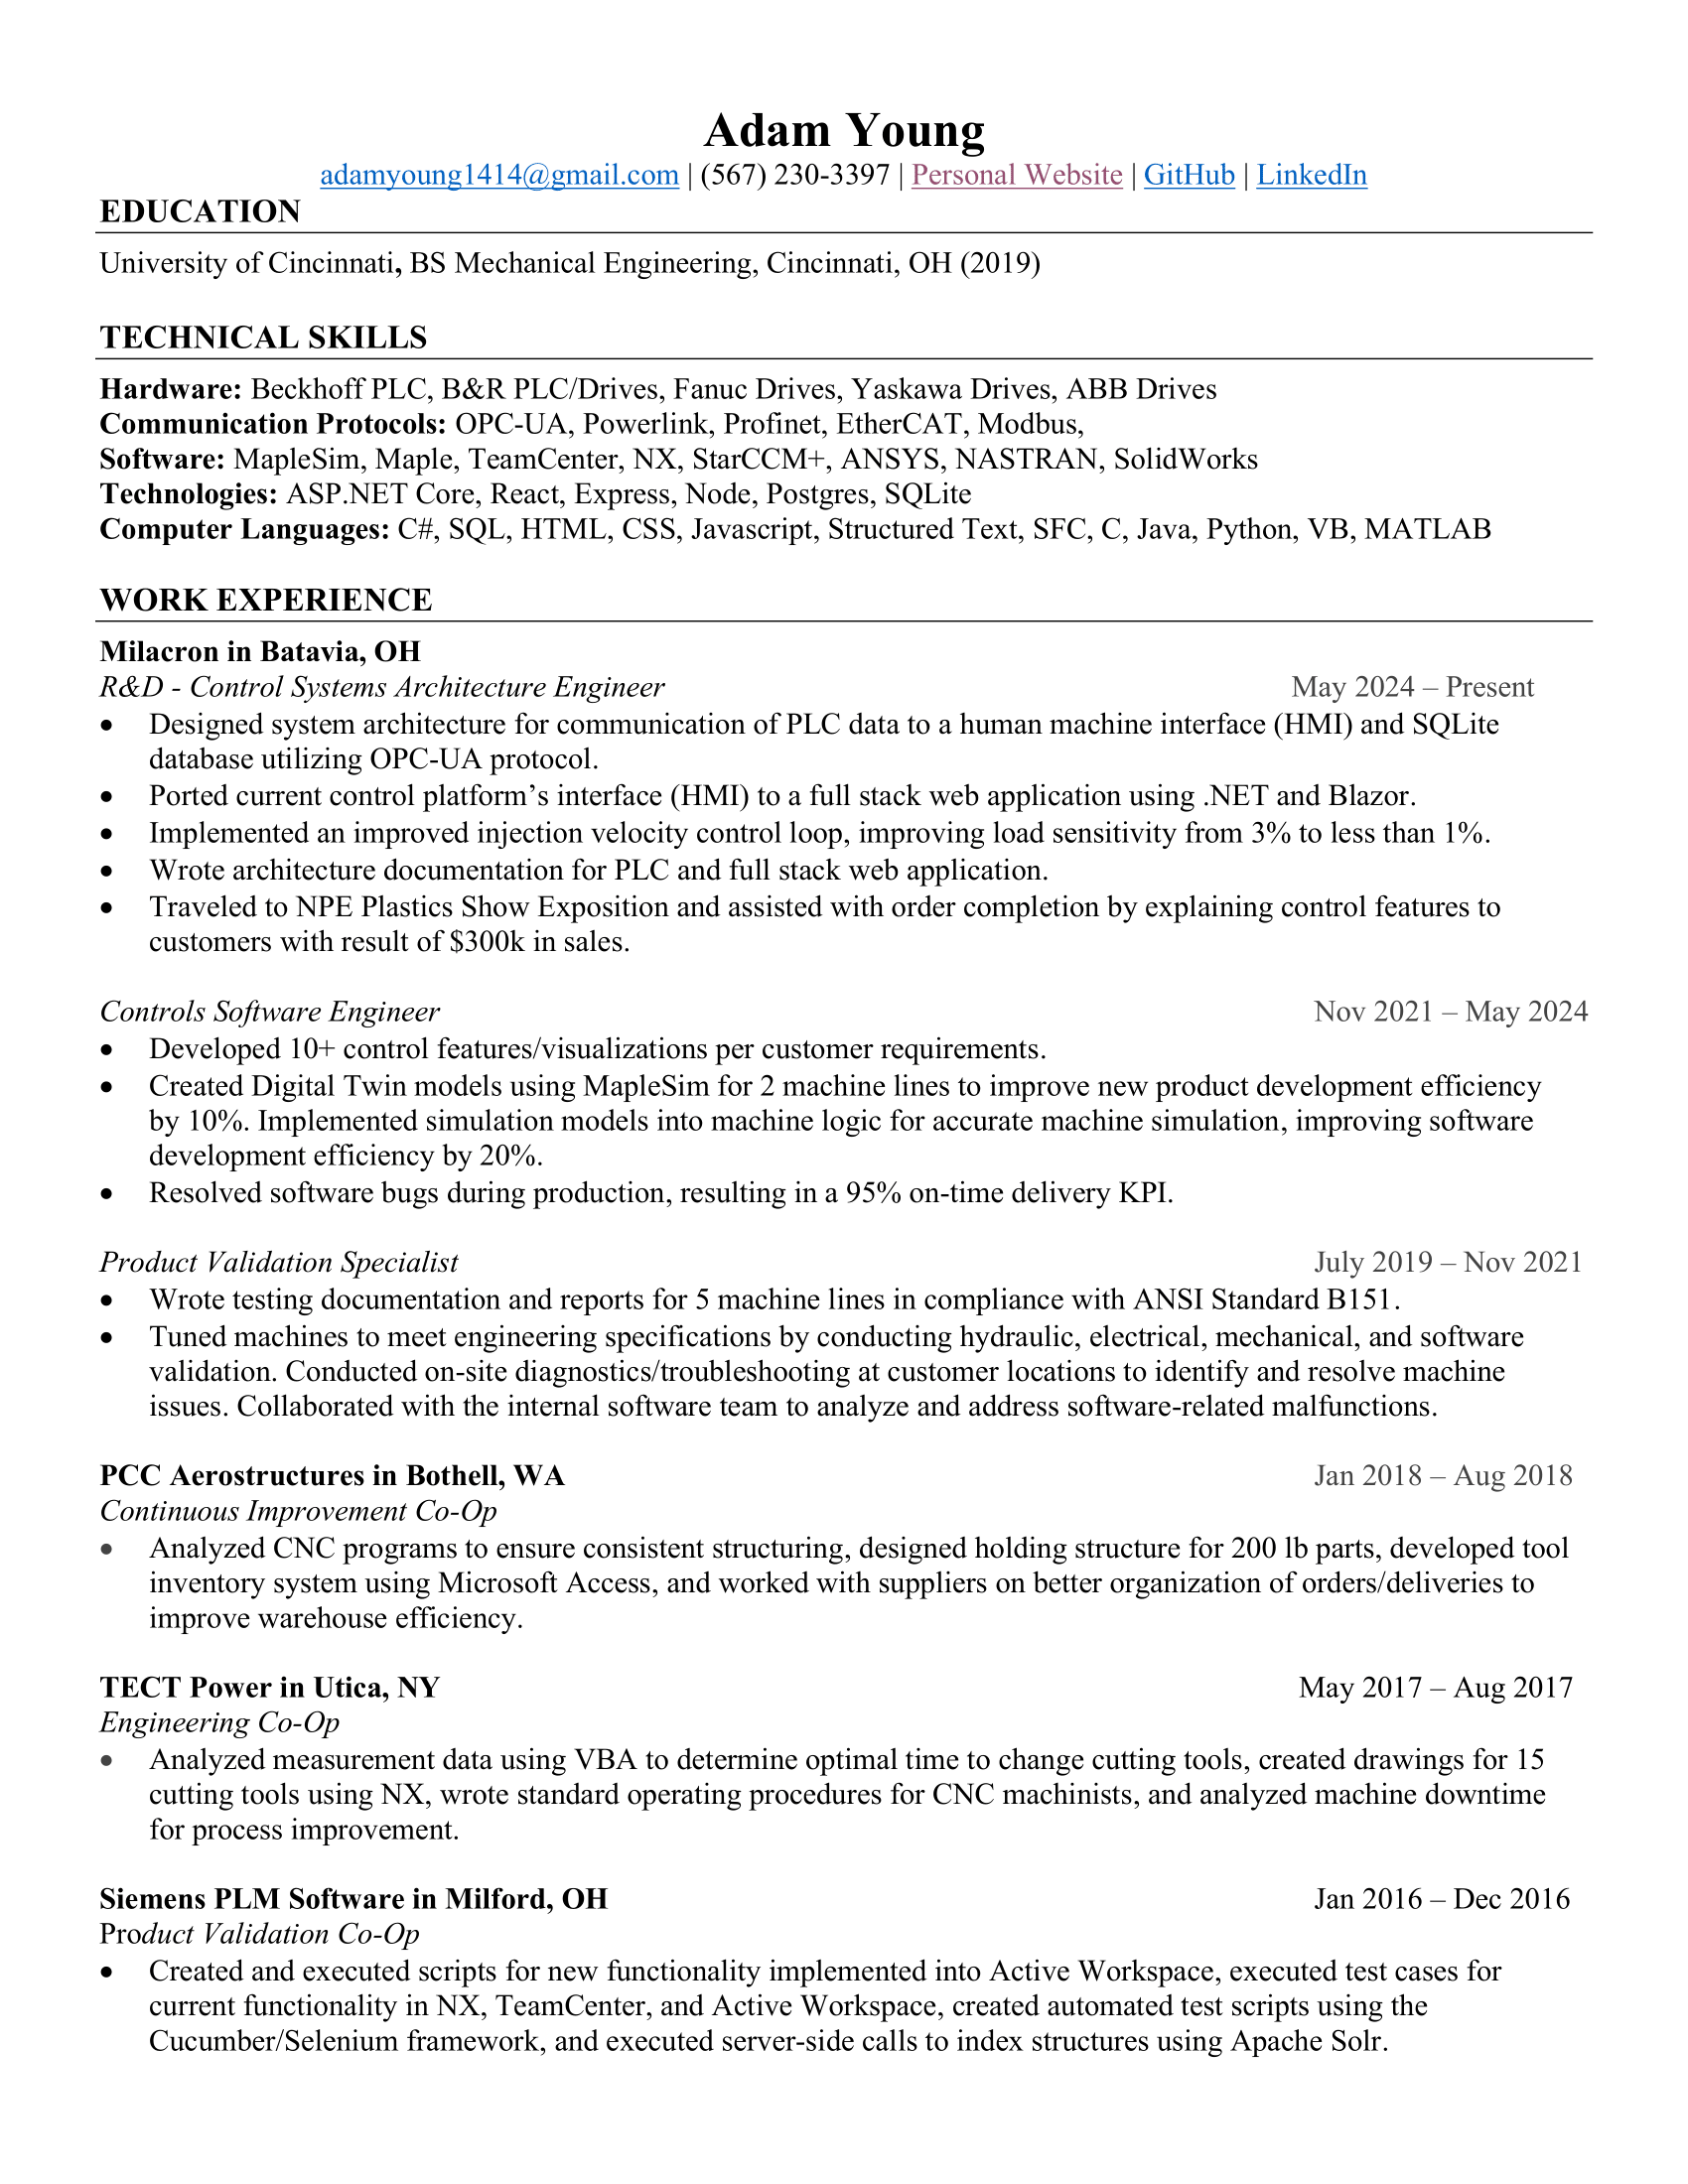 Adam Young
adamyoung1414@gmail.com | (567) 230-3397 | Personal Website | GitHub | LinkedIn
EDUCATION
University of Cincinnati, BS Mechanical Engineering, Cincinnati, OH (2019)
TECHNICAL SKILLS
Hardware: Beckhoff PLC, B&R PLC/Drives, Fanuc Drives, Yaskawa Drives, ABB Drives
Communication Protocols: OPC-UA, Powerlink, Profinet, EtherCAT, Modbus,
Software: MapleSim, Maple, TeamCenter, NX, StarCCM+, ANSYS, NASTRAN, SolidWorks
Technologies: ASP.NET Core, React, Express, Node, Postgres, SQLite
Computer Languages: C#, SQL, HTML, CSS, Javascript, Structured Text, SFC, C, Java, Python, VB, MATLAB
WORK EXPERIENCE
Milacron in Batavia, OH
R&D - Control Systems Architecture Engineer May 2024 – Present
• Designed system architecture for communication of PLC data to a human machine interface (HMI) and SQLite
database utilizing OPC-UA protocol.
• Ported current control platform’s interface (HMI) to a full stack web application using .NET and Blazor.
• Implemented an improved injection velocity control loop, improving load sensitivity from 3% to less than 1%.
• Wrote architecture documentation for PLC and full stack web application.
• Traveled to NPE Plastics Show Exposition and assisted with order completion by explaining control features to
customers with result of $300k in sales.
Controls Software Engineer Nov 2021 – May 2024
• Developed 10+ control features/visualizations per customer requirements.
• Created Digital Twin models using MapleSim for 2 machine lines to improve new product development efficiency
by 10%. Implemented simulation models into machine logic for accurate machine simulation, improving software
development efficiency by 20%.
• Resolved software bugs during production, resulting in a 95% on-time delivery KPI.
Product Validation Specialist July 2019 – Nov 2021
• Wrote testing documentation and reports for 5 machine lines in compliance with ANSI Standard B151.
• Tuned machines to meet engineering specifications by conducting hydraulic, electrical, mechanical, and software
validation. Conducted on-site diagnostics/troubleshooting at customer locations to identify and resolve machine
issues. Collaborated with the internal software team to analyze and address software-related malfunctions.
PCC Aerostructures in Bothell, WA Jan 2018 – Aug 2018
Continuous Improvement Co-Op
• Analyzed CNC programs to ensure consistent structuring, designed holding structure for 200 lb parts, developed tool
inventory system using Microsoft Access, and worked with suppliers on better organization of orders/deliveries to
improve warehouse efficiency.
TECT Power in Utica, NY May 2017 – Aug 2017
Engineering Co-Op
• Analyzed measurement data using VBA to determine optimal time to change cutting tools, created drawings for 15
cutting tools using NX, wrote standard operating procedures for CNC machinists, and analyzed machine downtime
for process improvement.
Siemens PLM Software in Milford, OH Jan 2016 – Dec 2016
Product Validation Co-Op
• Created and executed scripts for new functionality implemented into Active Workspace, executed test cases for
current functionality in NX, TeamCenter, and Active Workspace, created automated test scripts using the
Cucumber/Selenium framework, and executed server-side calls to index structures using Apache Solr.